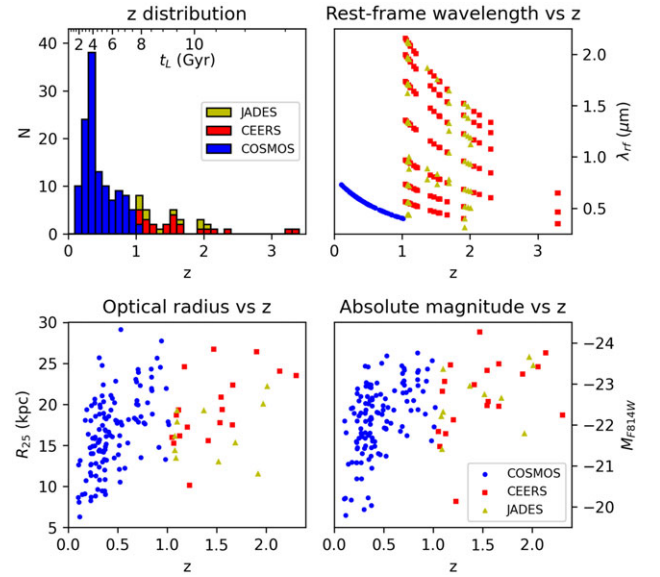 z distribution
2 4 6 8 10
t_L (Gyr)
40
30
20
10
0
N
JADES
CEERS
COSMOS
0 1 2 3
z
Rest-frame wavelength vs z
2.0
1.5
1.0
0.5
λ_rf (μm)
0 1 2 3
z
Optical radius vs z
30
25
20
15
10
5
R_25 (kpc)
0.0 0.5 1.0 1.5 2.0
z
Absolute magnitude vs z
−24
−23
−22
−21
−20
M_F814W
COSMOS
CEERS
JADES
0.0 0.5 1.0 1.5 2.0
z